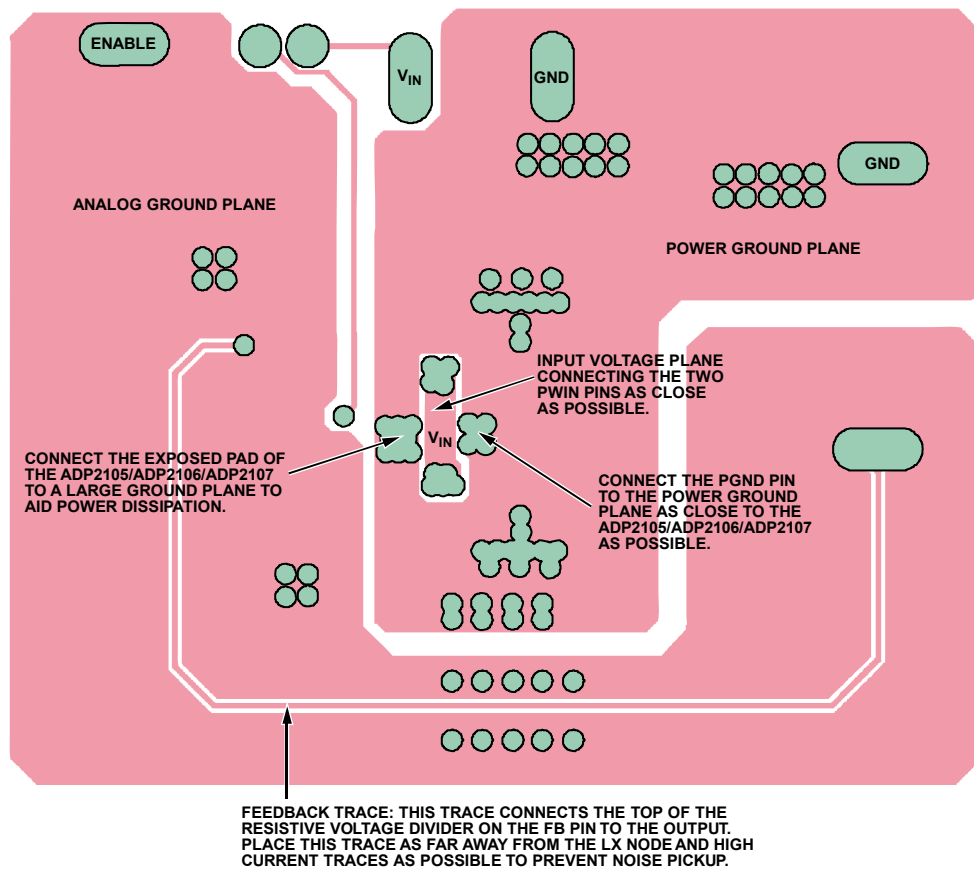 ENABLE
VIN
GND
GND
ANALOG GROUND PLANE
POWER GROUND PLANE
INPUT VOLTAGE PLANE
CONNECTING THE TWO
PWIN PINS AS CLOSE
AS POSSIBLE.
VIN
CONNECT THE EXPOSED PAD OF
THE ADP2105/ADP2106/ADP2107
TO A LARGE GROUND PLANE TO
AID POWER DISSIPATION.
CONNECT THE PGND PIN
TO THE POWER GROUND
PLANE AS CLOSE TO THE
ADP2105/ADP2106/ADP2107
AS POSSIBLE.
FEEDBACK TRACE: THIS TRACE CONNECTS THE TOP OF THE
RESISTIVE VOLTAGE DIVIDER ON THE FB PIN TO THE OUTPUT.
PLACE THIS TRACE AS FAR AWAY FROM THE LX NODE AND HIGH
CURRENT TRACES AS POSSIBLE TO PREVENT NOISE PICKUP.